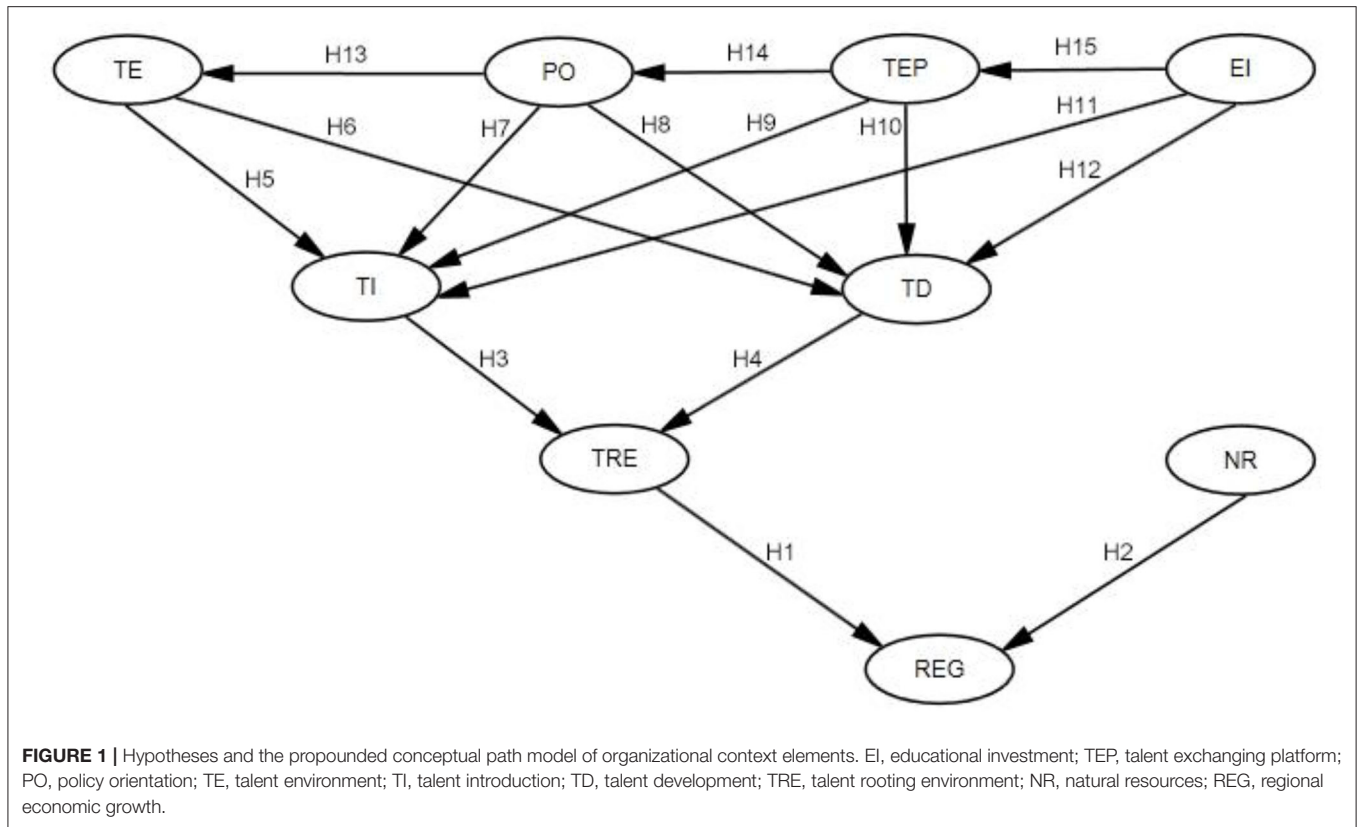 H13 H14 H15
TE PO TEP EI
H6 H7 H8 H9 H10 H11
H5 H12
TI TD
H3 H4
TRE NR
H1 H2
REG
FIGURE 1 | Hypotheses and the propounded conceptual path model of organizational context elements. EI, educational investment; TEP, talent exchanging platform;
PO, policy orientation; TE, talent environment; TI, talent introduction; TD, talent development; TRE, talent rooting environment; NR, natural resources; REG, regional
economic growth.